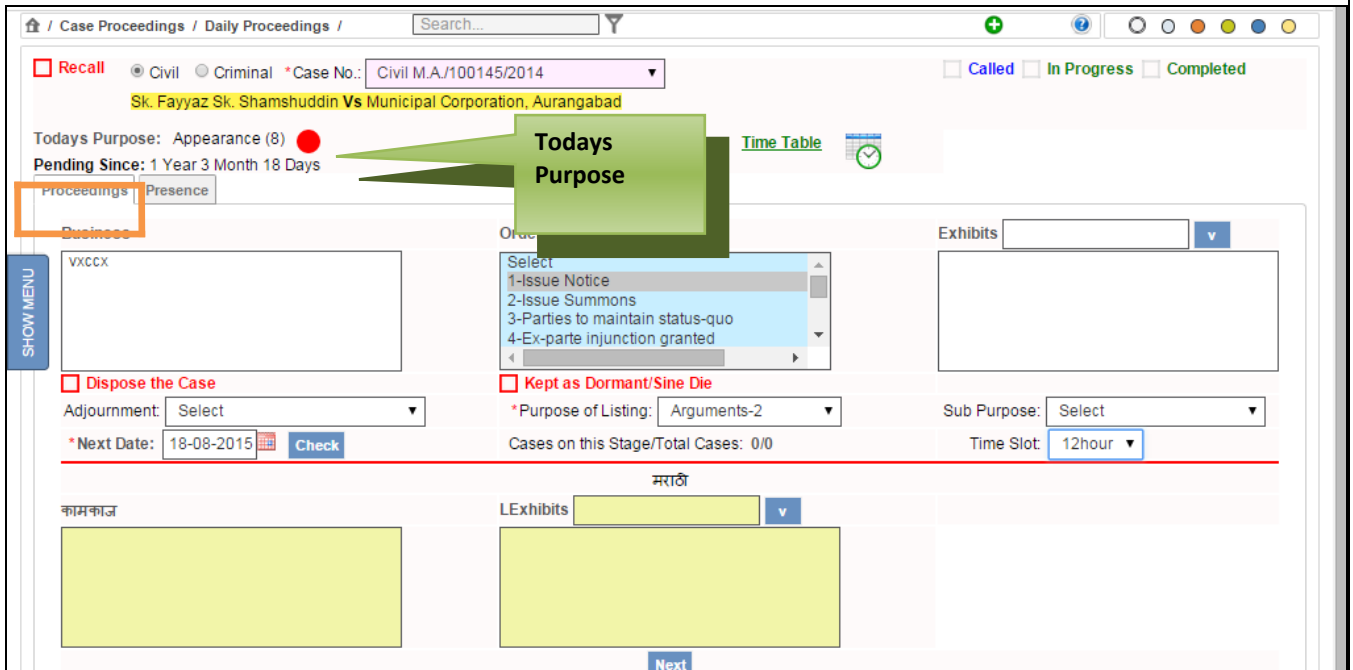 / Case Proceedings / Daily Proceedings / Search...
Recall Civil Criminal *Case No.: Civil M.A./100145/2014 Called In Progress Completed
Sk. Fayyaz Sk. Shamshuddin Vs Municipal Corporation, Aurangabad
Todays Purpose: Appearance (8) Todays Purpose Time Table
Pending Since: 1 Year 3 Month 18 Days
Proceedings Presence
Business Exhibits v
vxccx
Select
1-Issue Notice
2-Issue Summons
3-Parties to maintain status-quo
4-Ex-parte injunction granted
SHOW MENU
Dispose the Case Kept as Dormant/Sine Die
Adjournment: Select *Purpose of Listing: Arguments-2 Sub Purpose: Select
*Next Date: 18-08-2015 Check Cases on this Stage/Total Cases: 0/0 Time Slot: 12hour
मराठी
कामकाज LExhibits v
Next